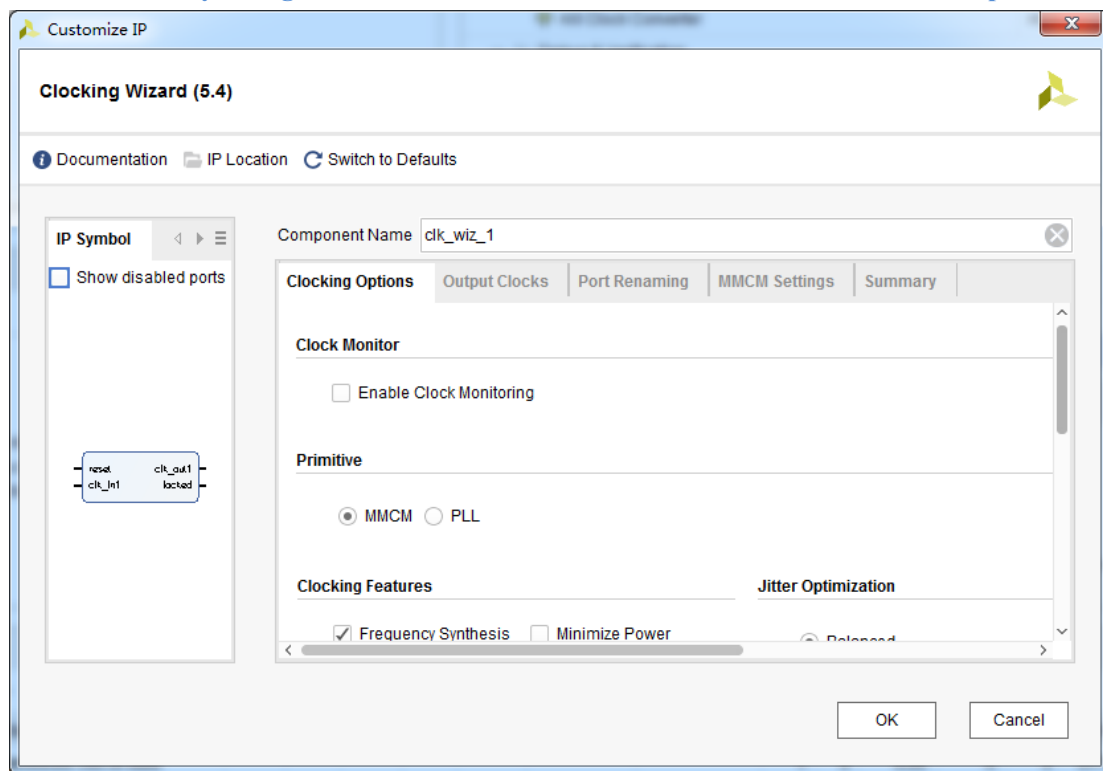 Customize IP
Clocking Wizard (5.4)
Documentation IP Location Switch to Defaults
IP Symbol
Show disabled ports
reset clk_out1
clk_in1 locked
Component Name clk_wiz_1
Clocking Options Output Clocks Port Renaming MMCM Settings Summary
Clock Monitor
Enable Clock Monitoring
Primitive
MMCM PLL
Clocking Features Jitter Optimization
Frequency Synthesis Minimize Power Balanced
OK Cancel